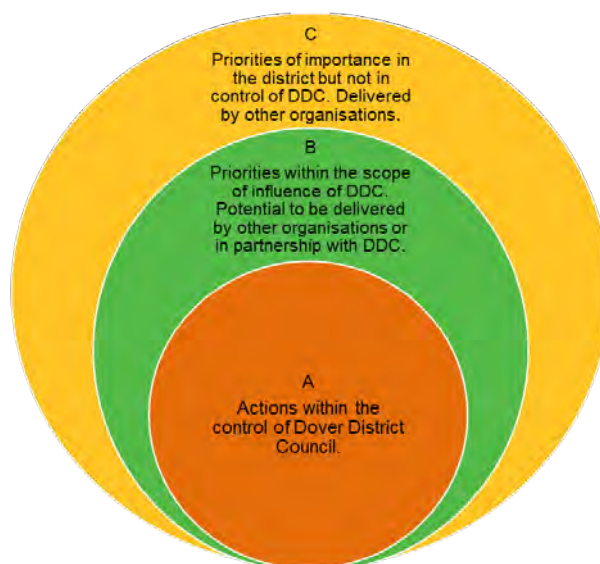 C
Priorities of importance in
the district but not in
control of DDC. Delivered
by other organisations.
B
Priorities within the scope
of influence of DDC.
Potential to be delivered
by other organisations or
in partnership with DDC.
A
Actions within the
control of Dover District
Council.